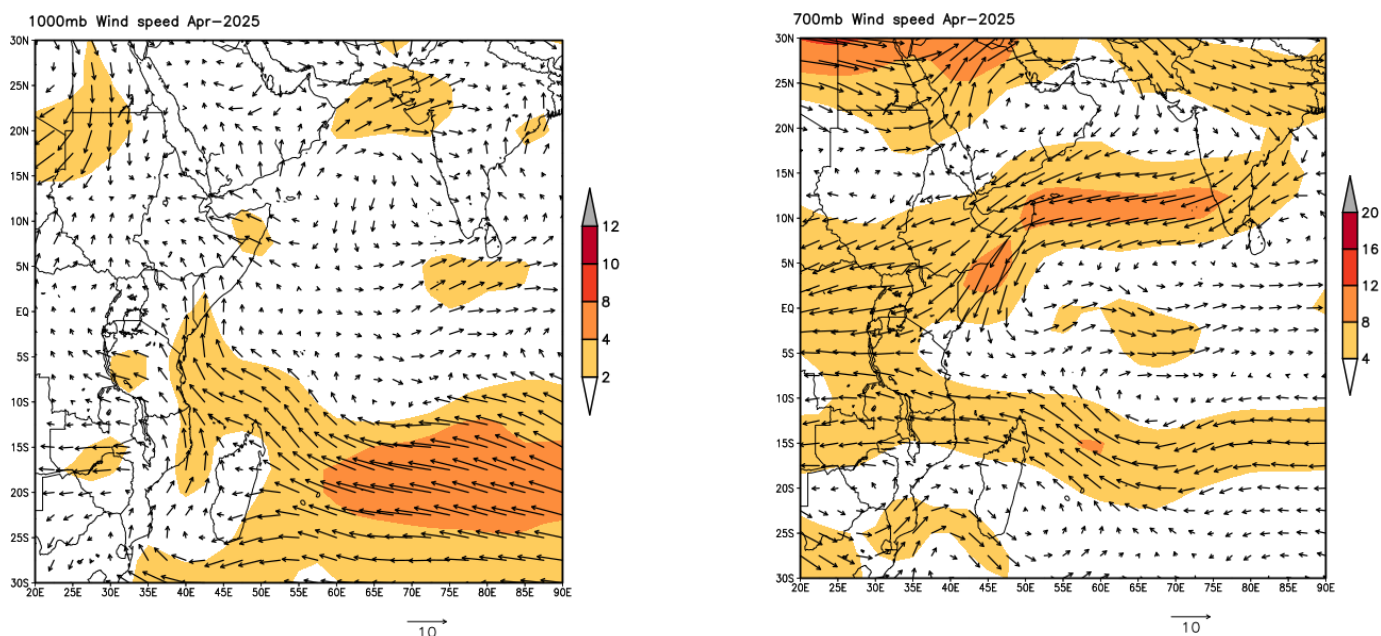 1000mb Wind speed Apr-2025
30N
25N
20N
15N
10N
5N
EQ
5S
10S
15S
20S
25S
30S
20E 25E 30E 35E 40E 45E 50E 55E 60E 65E 70E 75E 80E 85E 90E
10
12
10
8
4
2
700mb Wind speed Apr-2025
30N
25N
20N
15N
10N
5N
EQ
5S
10S
15S
20S
25S
30S
20E 25E 30E 35E 40E 45E 50E 55E 60E 65E 70E 75E 80E 85E 90E
10
20
16
12
8
4